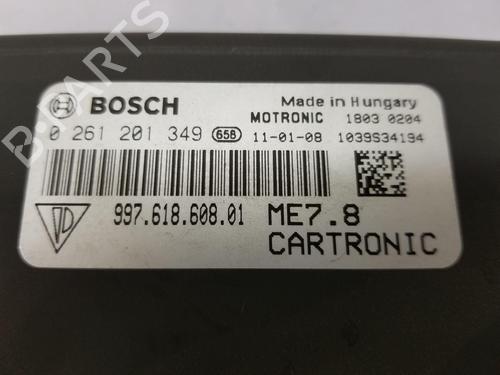 BOSCH
Made in Hungary
MOTRONIC 1803 0204
0 261 201 349 658 11-01-08 1039S34194
997.618.608.01 ME7.8
CARTRONIC
B-PARTS